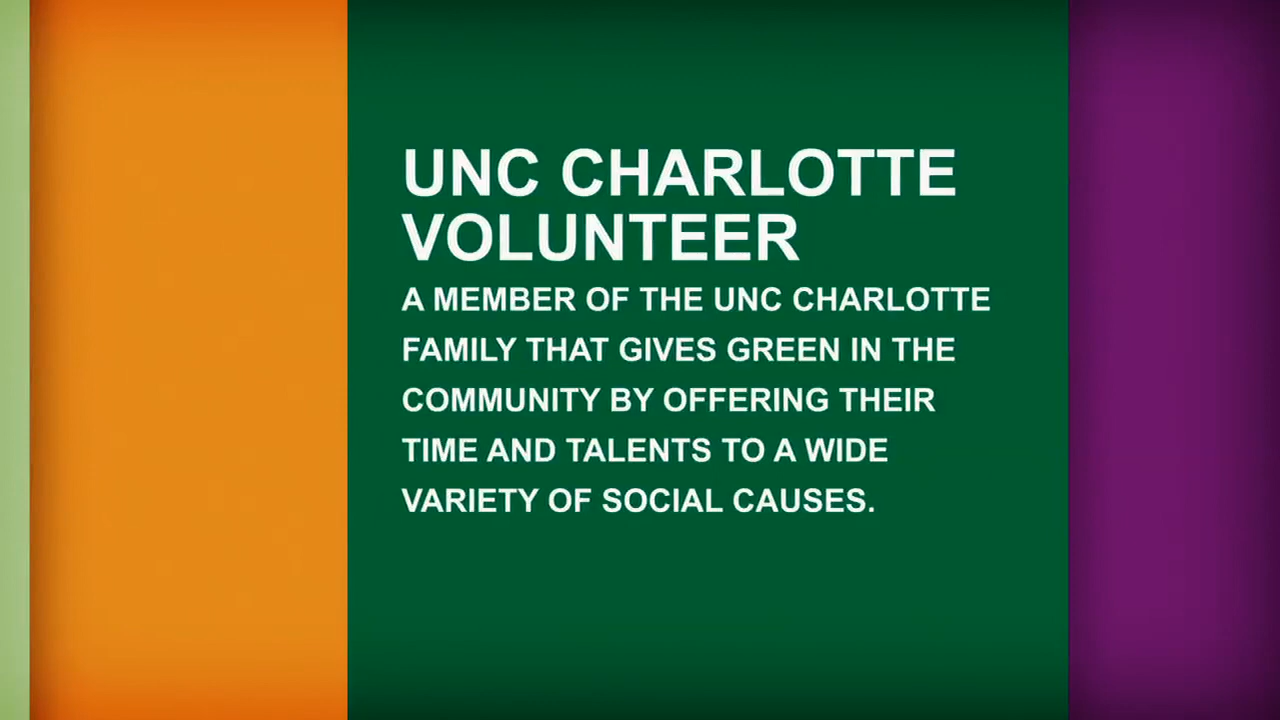 UNC CHARLOTTE
VOLUNTEER
A MEMBER OF THE UNC CHARLOTTE
FAMILY THAT GIVES GREEN IN THE
COMMUNITY BY OFFERING THEIR
TIME AND TALENTS TO A WIDE
VARIETY OF SOCIAL CAUSES.